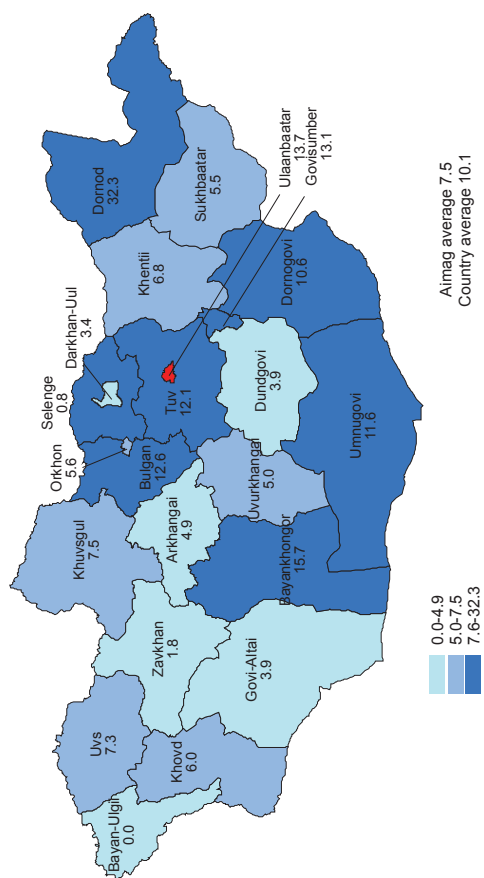 Bayan-Ulgii
0.0
Uvs
7.3
Khovd
6.0
Zavkhan
1.8
Govi-Altai
3.9
Khuvsgul
7.5
Arkhangai
4.9
Bayankhongor
15.7
Orkhon
5.6
Bulgan
12.6
Uvurkhangai
5.0
Selenge
0.8
Darkhan-Uul
3.4
Tuv
12.1
Dundgovi
3.9
Umnugovi
11.6
Khentii
6.8
Dornogovi
10.6
Dornod
32.3
Sukhbaatar
5.5
Ulaanbaatar
13.7
Govisumber
13.1
0.0-4.9
5.0-7.5
7.6-32.3
Aimag average 7.5
Country average 10.1